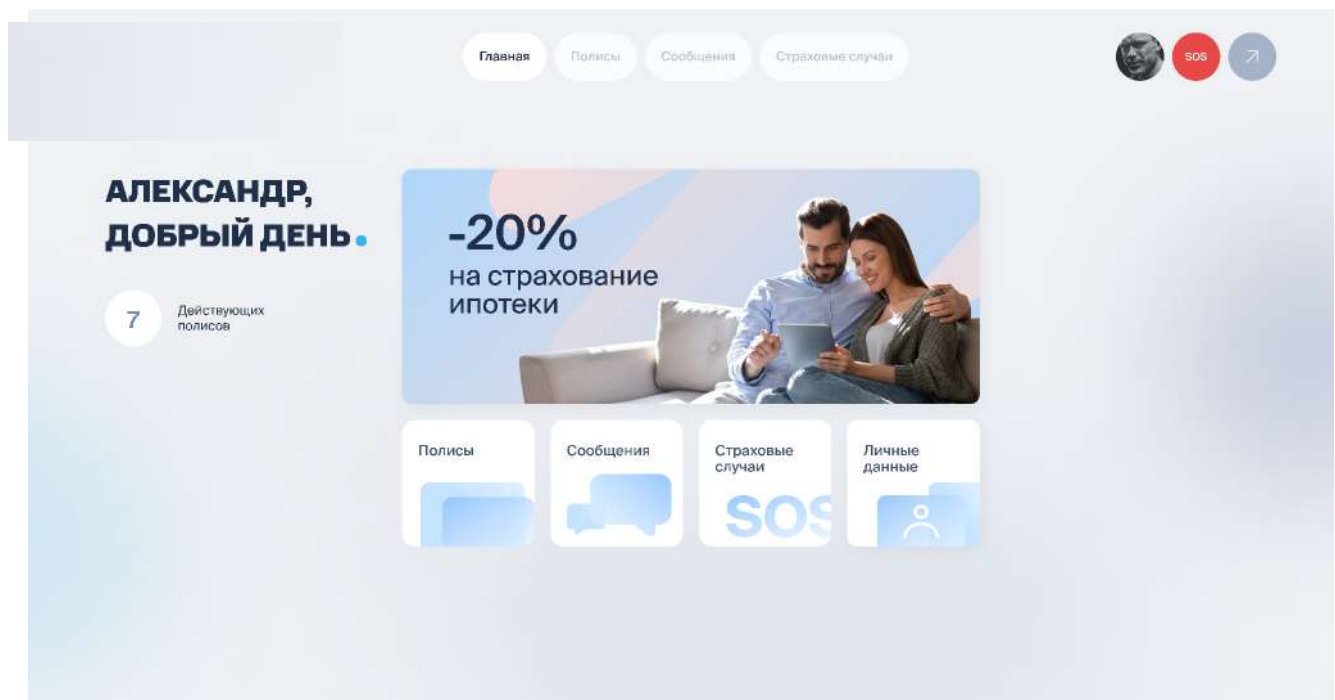 Главная
Полисы
Сообщения
Страховые случаи
SOS
АЛЕКСАНДР,
ДОБРЫЙ ДЕНЬ.
7
Действующих
полисов
-20%
на страхование
ипотеки
Полисы
Сообщения
Страховые
случаи
SOS
Личные
данные